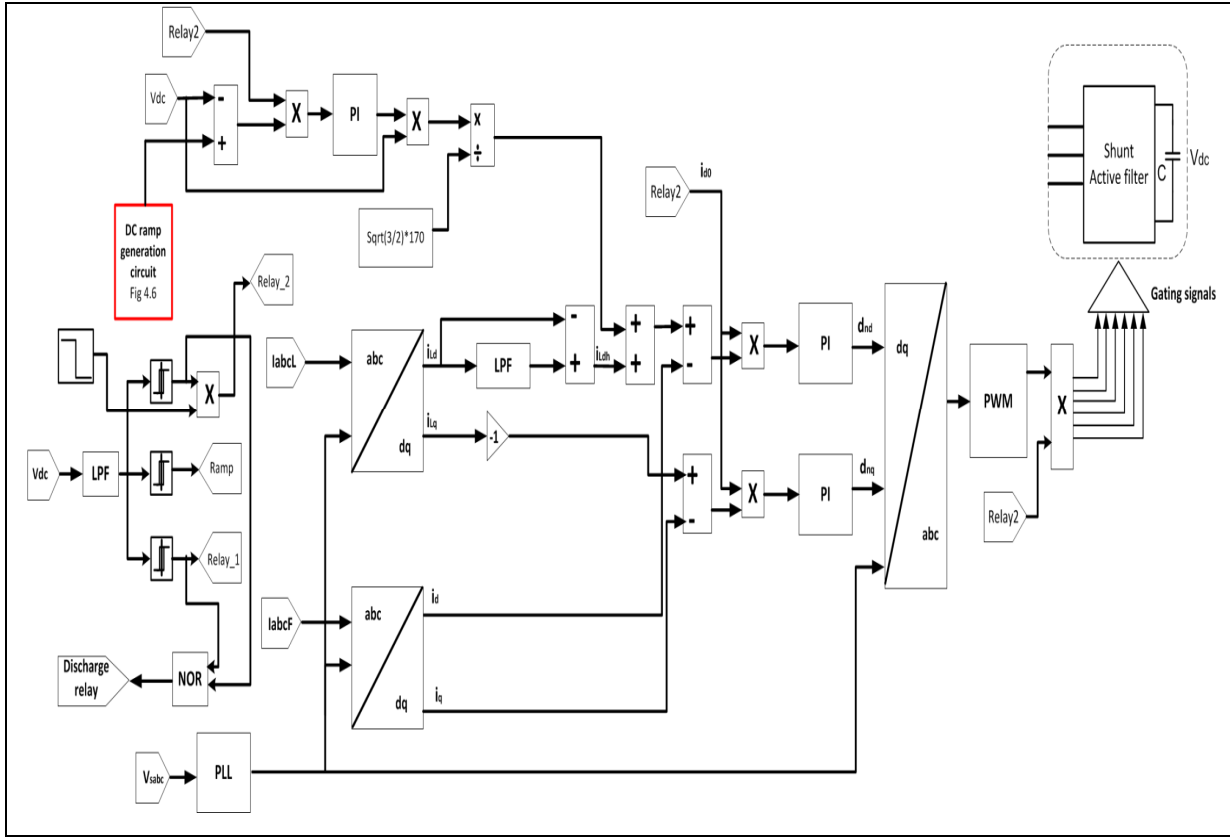 Relay2
Vdc
-
+
X
PI
X
x
÷
Sqrt(3/2)*170
DC ramp
generation
circuit
Fig 4.6
Relay_2
X
Vdc
LPF
Ramp
Relay_1
NOR
Discharge
relay
Vsabc
PLL
IabcL
abc
dq
iLd
LPF
-
+
iLdh
+
+
+
-
iLq
-1
IabcF
abc
dq
id
iq
+
-
Relay2
id0
X
PI
dnd
X
PI
dnq
dq
abc
PWM
X
Relay2
Gating signals
Shunt
Active filter
C
Vdc